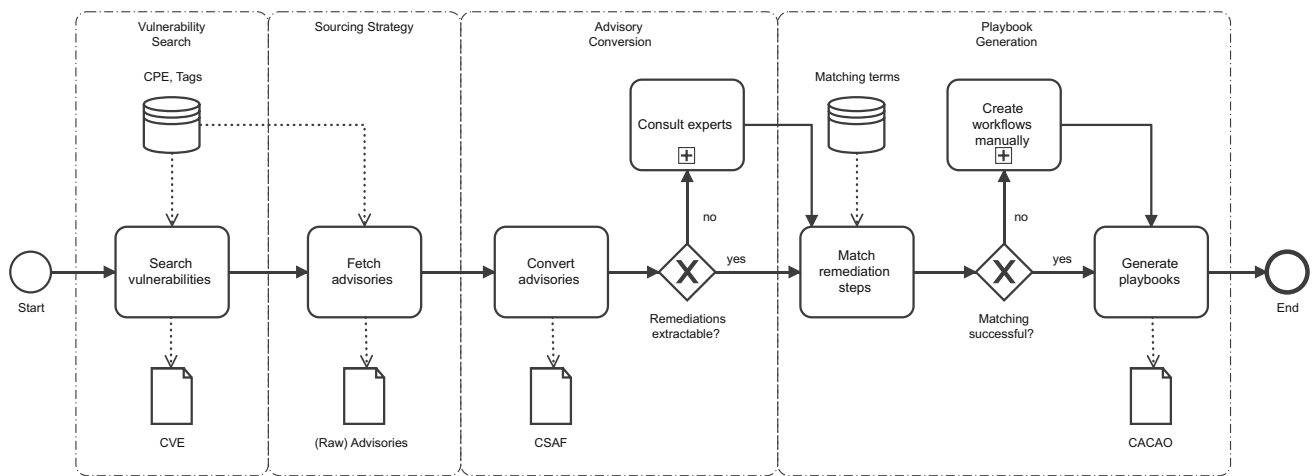 Vulnerability
Search
Sourcing Strategy
Advisory
Conversion
Playbook
Generation
CPE, Tags
Matching terms
Consult experts
Create
workflows
manually
no
no
Start
Search
vulnerabilities
Fetch
advisories
Convert
advisories
X
yes
Match
remediation
steps
X
yes
Generate
playbooks
End
Remediations
extractable?
Matching
successful?
CVE
(Raw) Advisories
CSAF
CACAO